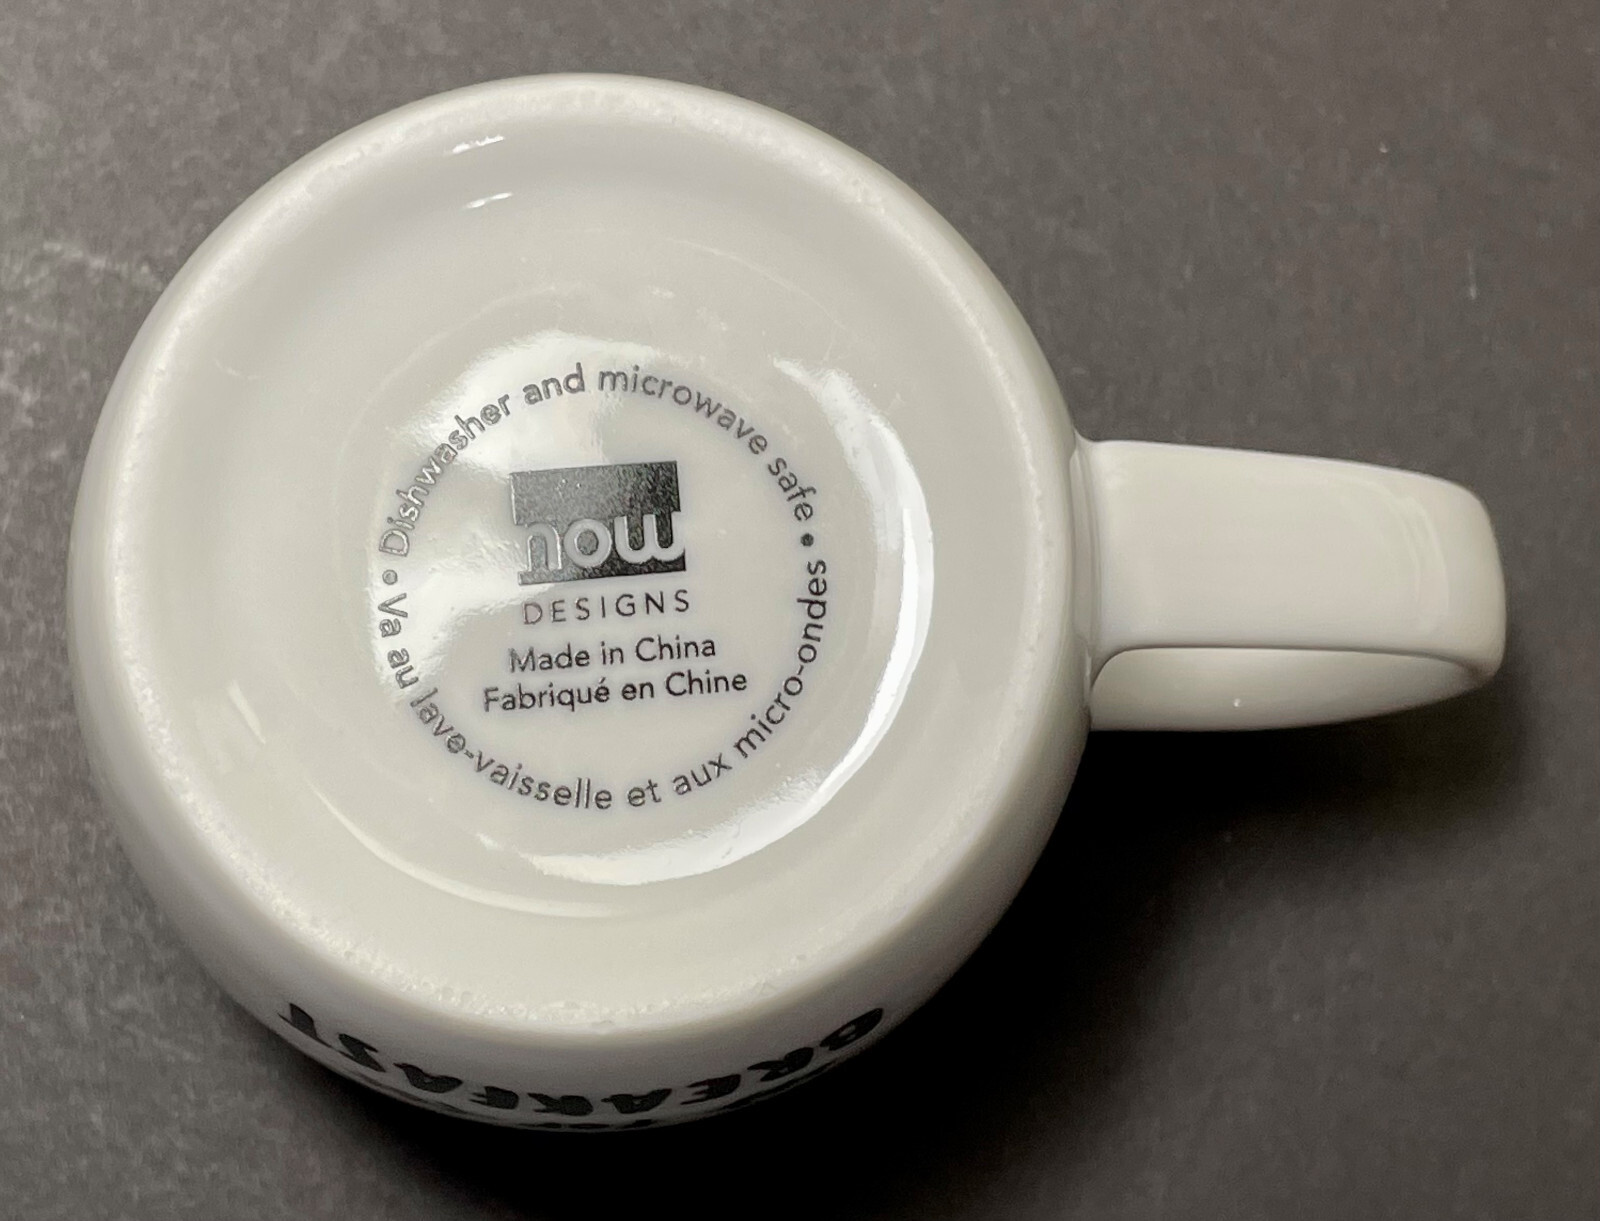 Dishwasher and microwave safe •
now
DESIGNS
Made in China
Fabriqué en Chine
Va au lave-vaisselle et aux micro-ondes •
BREAKFAST